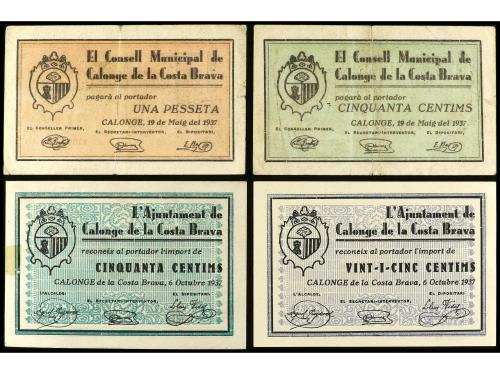 El Consell Municipal de
Calonge de la Costa Brava
pagarà al portador
UNA PESSETA
CALONGE, 19 de Maig del 1937
EL CONSELLER PRIMER, EL SECRETARI-INTERVENTOR, EL DIPOSITARI,
El Consell Municipal de
Calonge de la Costa Brava
pagarà al portador
CINQUANTA CENTIMS
CALONGE, 19 de Maig del 1937
EL CONSELLER PRIMER, EL SECRETARI-INTERVENTOR, EL DIPOSITARI,
L'Ajuntament de
Calonge de la Costa Brava
reconeix al portador l'import de
CINQUANTA CENTIMS
CALONGE de la Costa Brava, 6 Octubre 1937
L'ALCALDE, EL SECRETARI-INTERVENTOR, EL DIPOSITARI,
L'Ajuntament de
Calonge de la Costa Brava
reconeix al portador l'import de
VINT-I-CINC CENTIMS
CALONGE de la Costa Brava, 6 Octubre 1937
L'ALCALDE, EL SECRETARI-INTERVENTOR, EL DIPOSITARI,